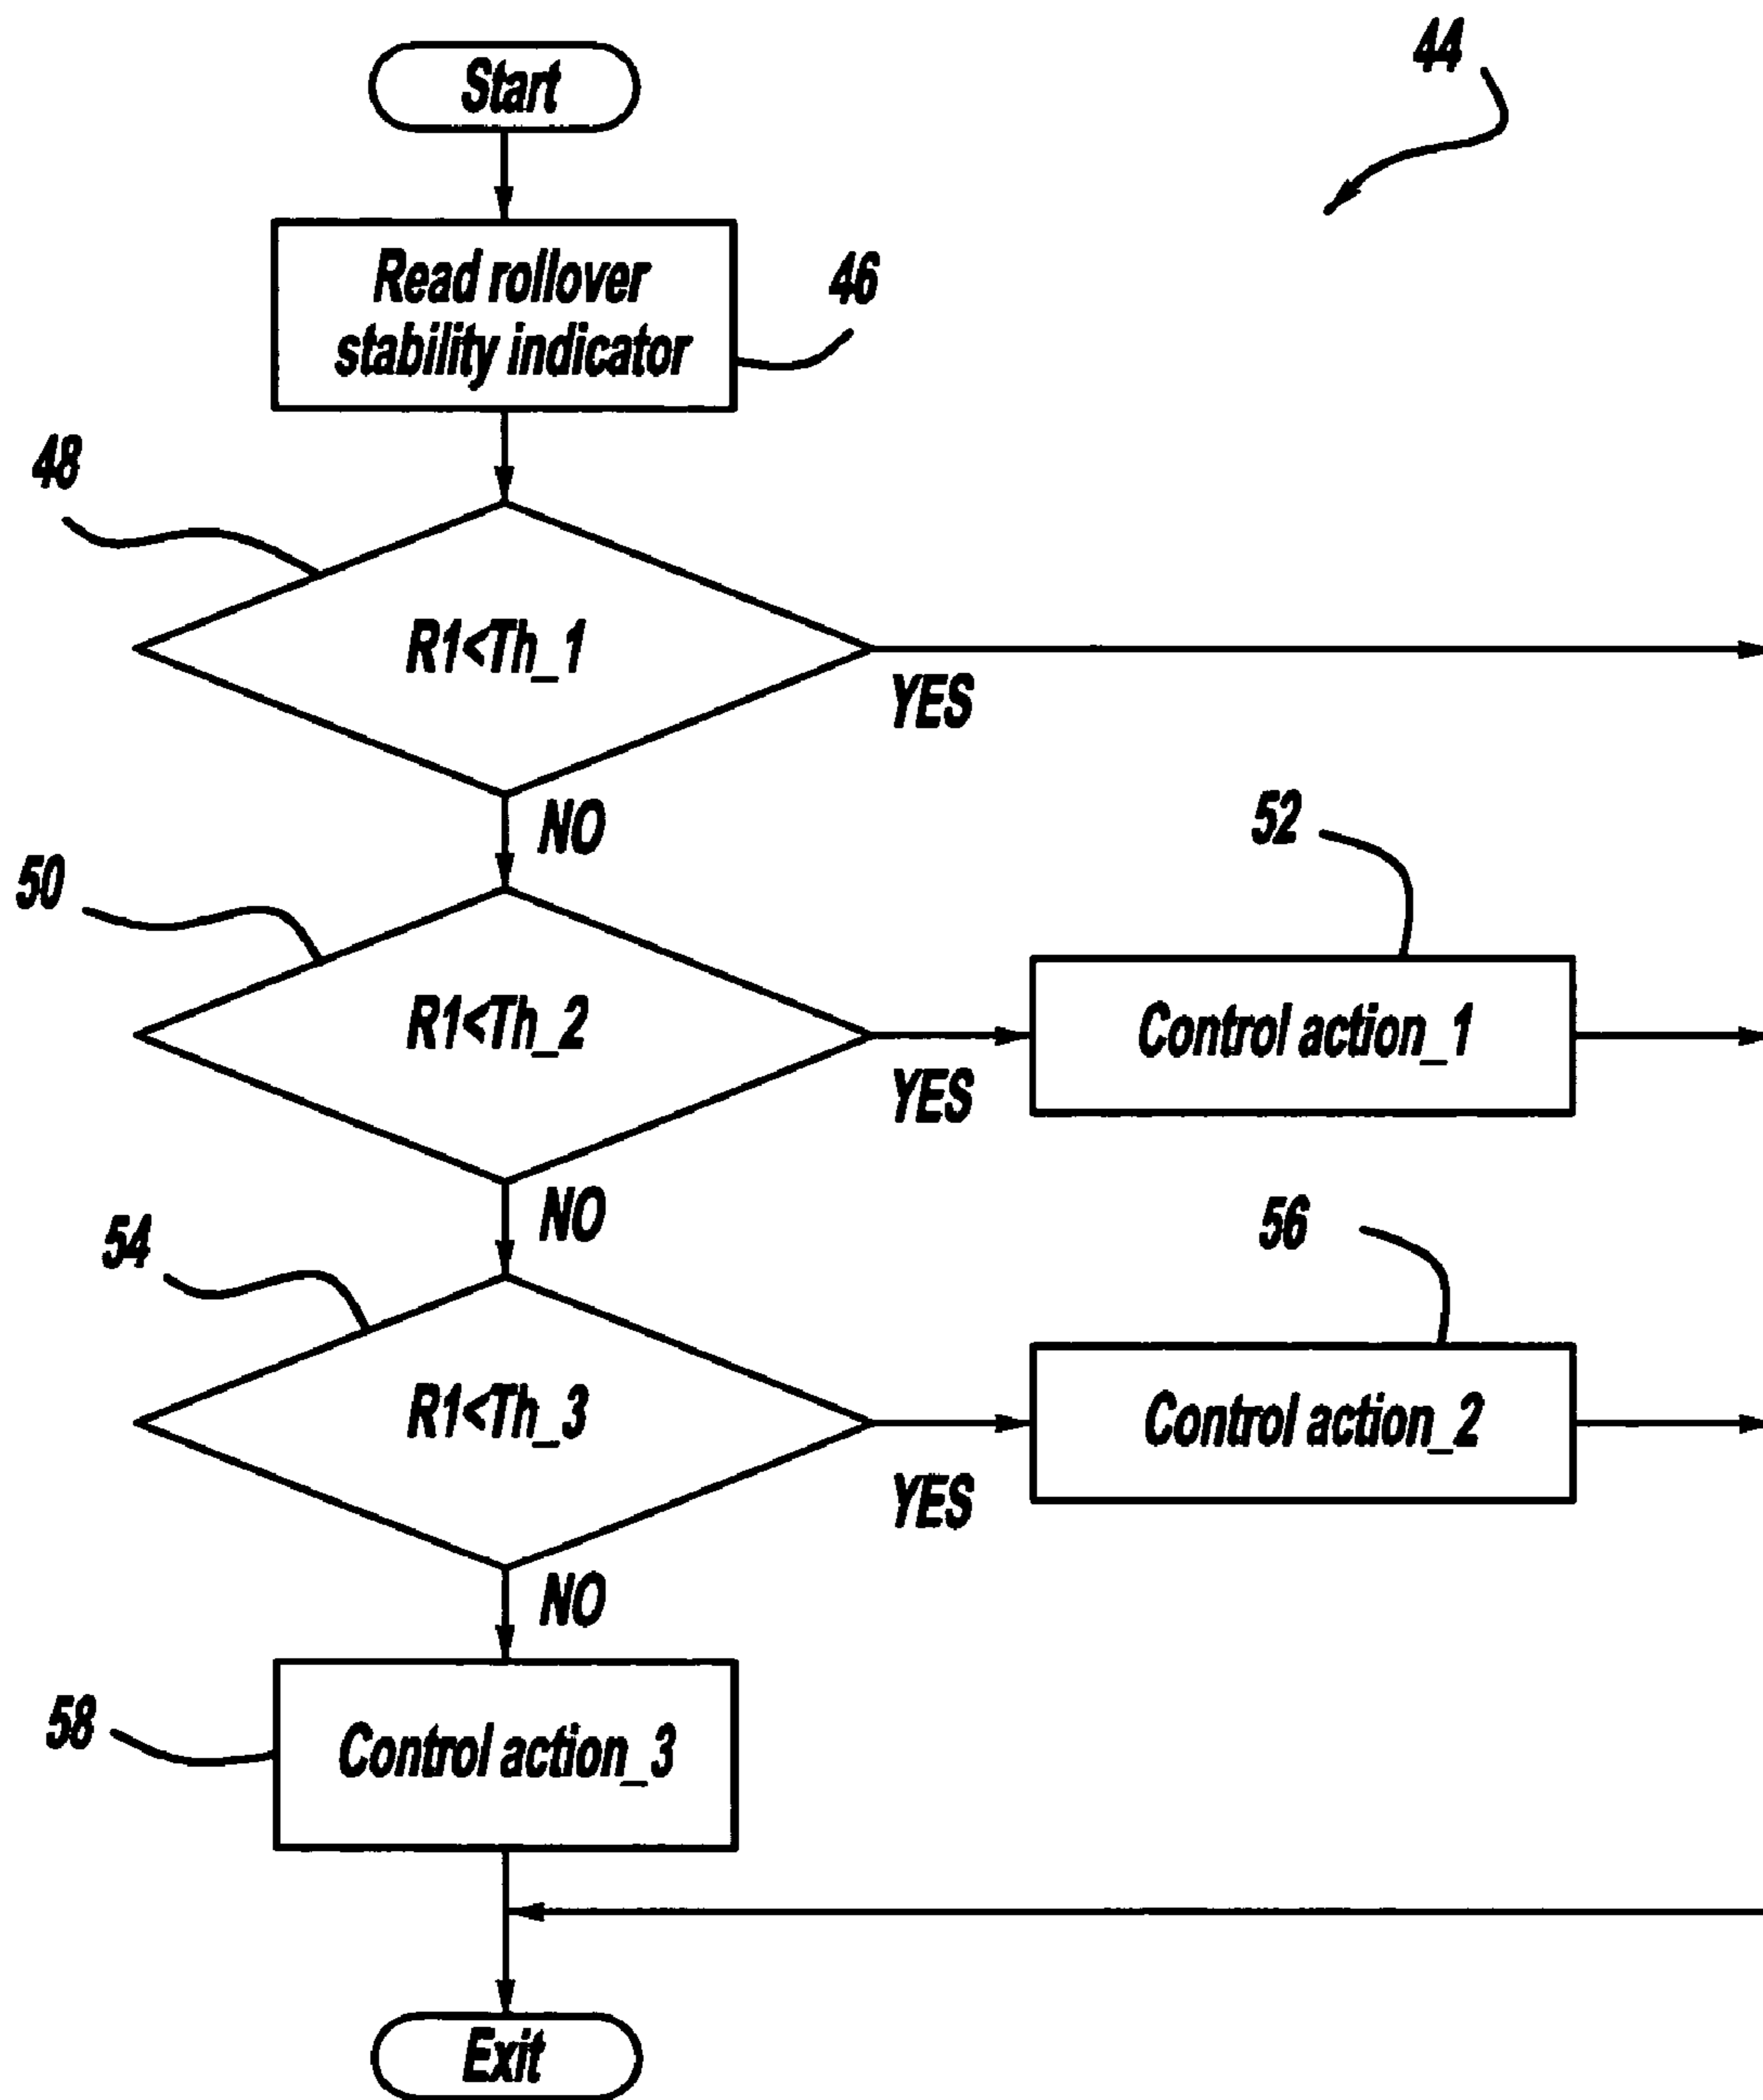 44
Start
Read rollover
stability indicator
46
48
R1<Th_1
YES
NO
50
R1<Th_2
YES
52
Control action_1
NO
54
R1<Th_3
YES
56
Control action_2
NO
58
Control action_3
Exit